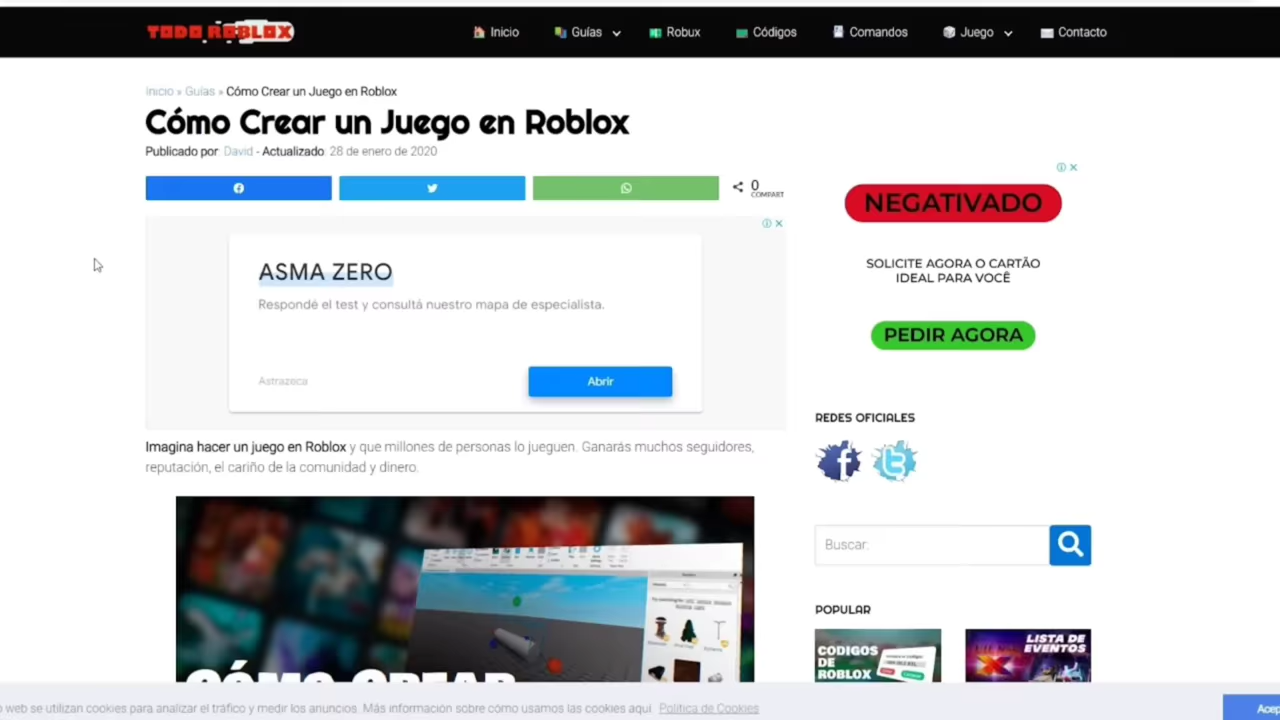 TODO ROBLOX
Inicio
Guías
Robux
Códigos
Comandos
Juego
Contacto
Inicio » Guías » Cómo Crear un Juego en Roblox
Cómo Crear un Juego en Roblox
Publicado por David - Actualizado 28 de enero de 2020
0
COMPART
ASMA ZERO
Respondé el test y consultá nuestro mapa de especialista.
Astrazeca
Abrir
NEGATIVADO
SOLICITE AGORA O CARTÃO
IDEAL PARA VOCÊ
PEDIR AGORA
Imagina hacer un juego en Roblox y que millones de personas lo jueguen. Ganarás muchos seguidores,
reputación, el cariño de la comunidad y dinero.
REDES OFICIALES
Buscar:
POPULAR
CÓMO CREAR
CODIGOS
DE
ROBLOX
LISTA DE
EVENTOS
web se utilizan cookies para analizar el tráfico y medir los anuncios. Más información sobre cómo usamos las cookies aquí Política de Cookies
Acep